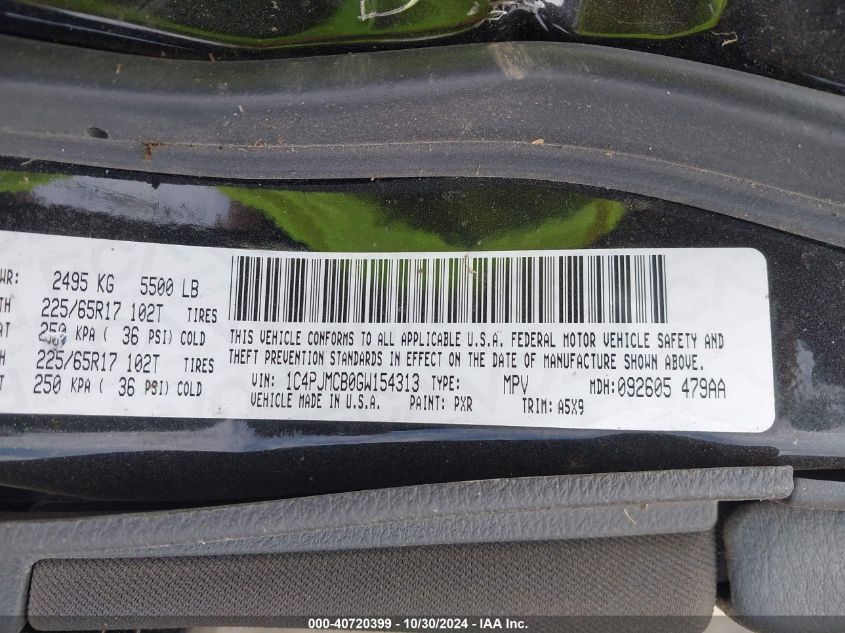 WR: 2495 KG 5500 LB
TH 225/65R17 102T TIRES
AT 250 KPA ( 36 PSI) COLD
H 225/65R17 102T TIRES
T 250 KPA ( 36 PSI) COLD
THIS VEHICLE CONFORMS TO ALL APPLICABLE U.S.A. FEDERAL MOTOR VEHICLE SAFETY AND
THEFT PREVENTION STANDARDS IN EFFECT ON THE DATE OF MANUFACTURE SHOWN ABOVE.
VIN: 1C4PJMCB0GW154313 TYPE: MPV MDH:092605 479AA
VEHICLE MADE IN U.S.A. PAINT: PXR TRIM: A5X9
000-40720399 - 10/30/2024 - IAA Inc.